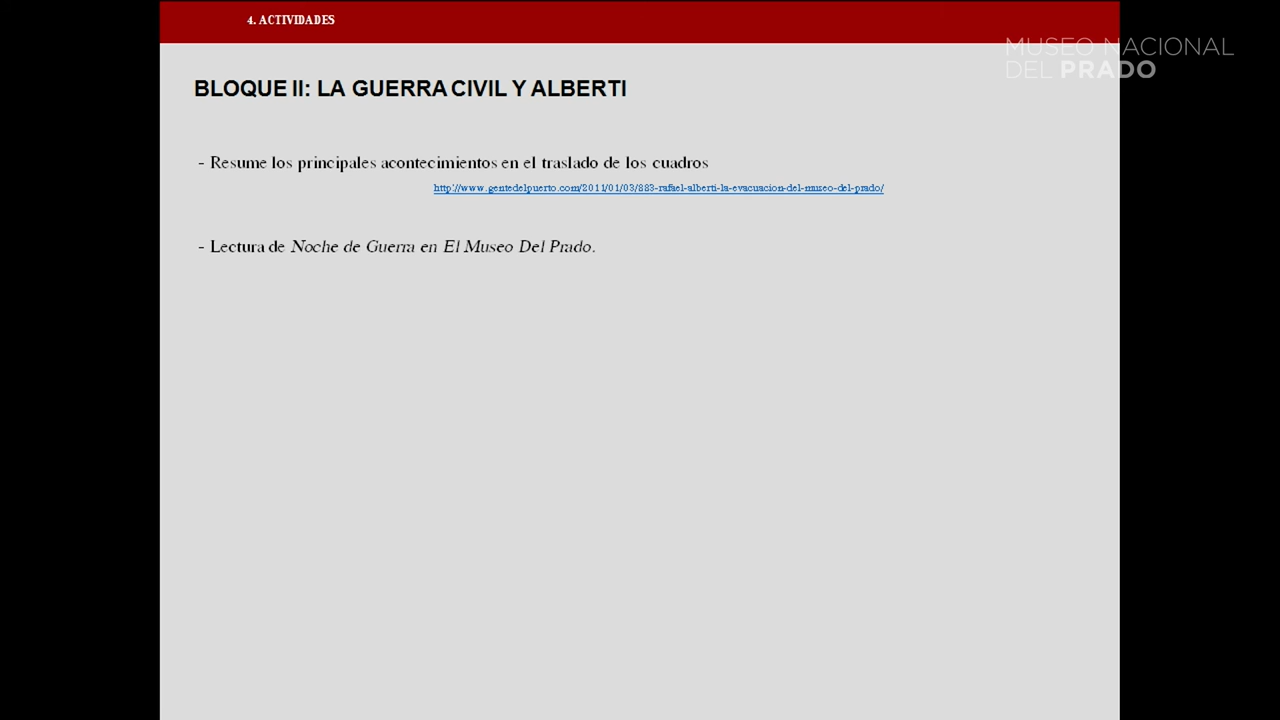 4. ACTIVIDADES
MUSEO NACIONAL
DEL PRADO
BLOQUE II: LA GUERRA CIVIL Y ALBERTI
- Resume los principales acontecimientos en el traslado de los cuadros
http://www.gentedelpuerto.com/2011/01/03/883-rafael-alberti-la-evacuacion-del-museo-del-prado/
- Lectura de Noche de Guerra en El Museo Del Prado.